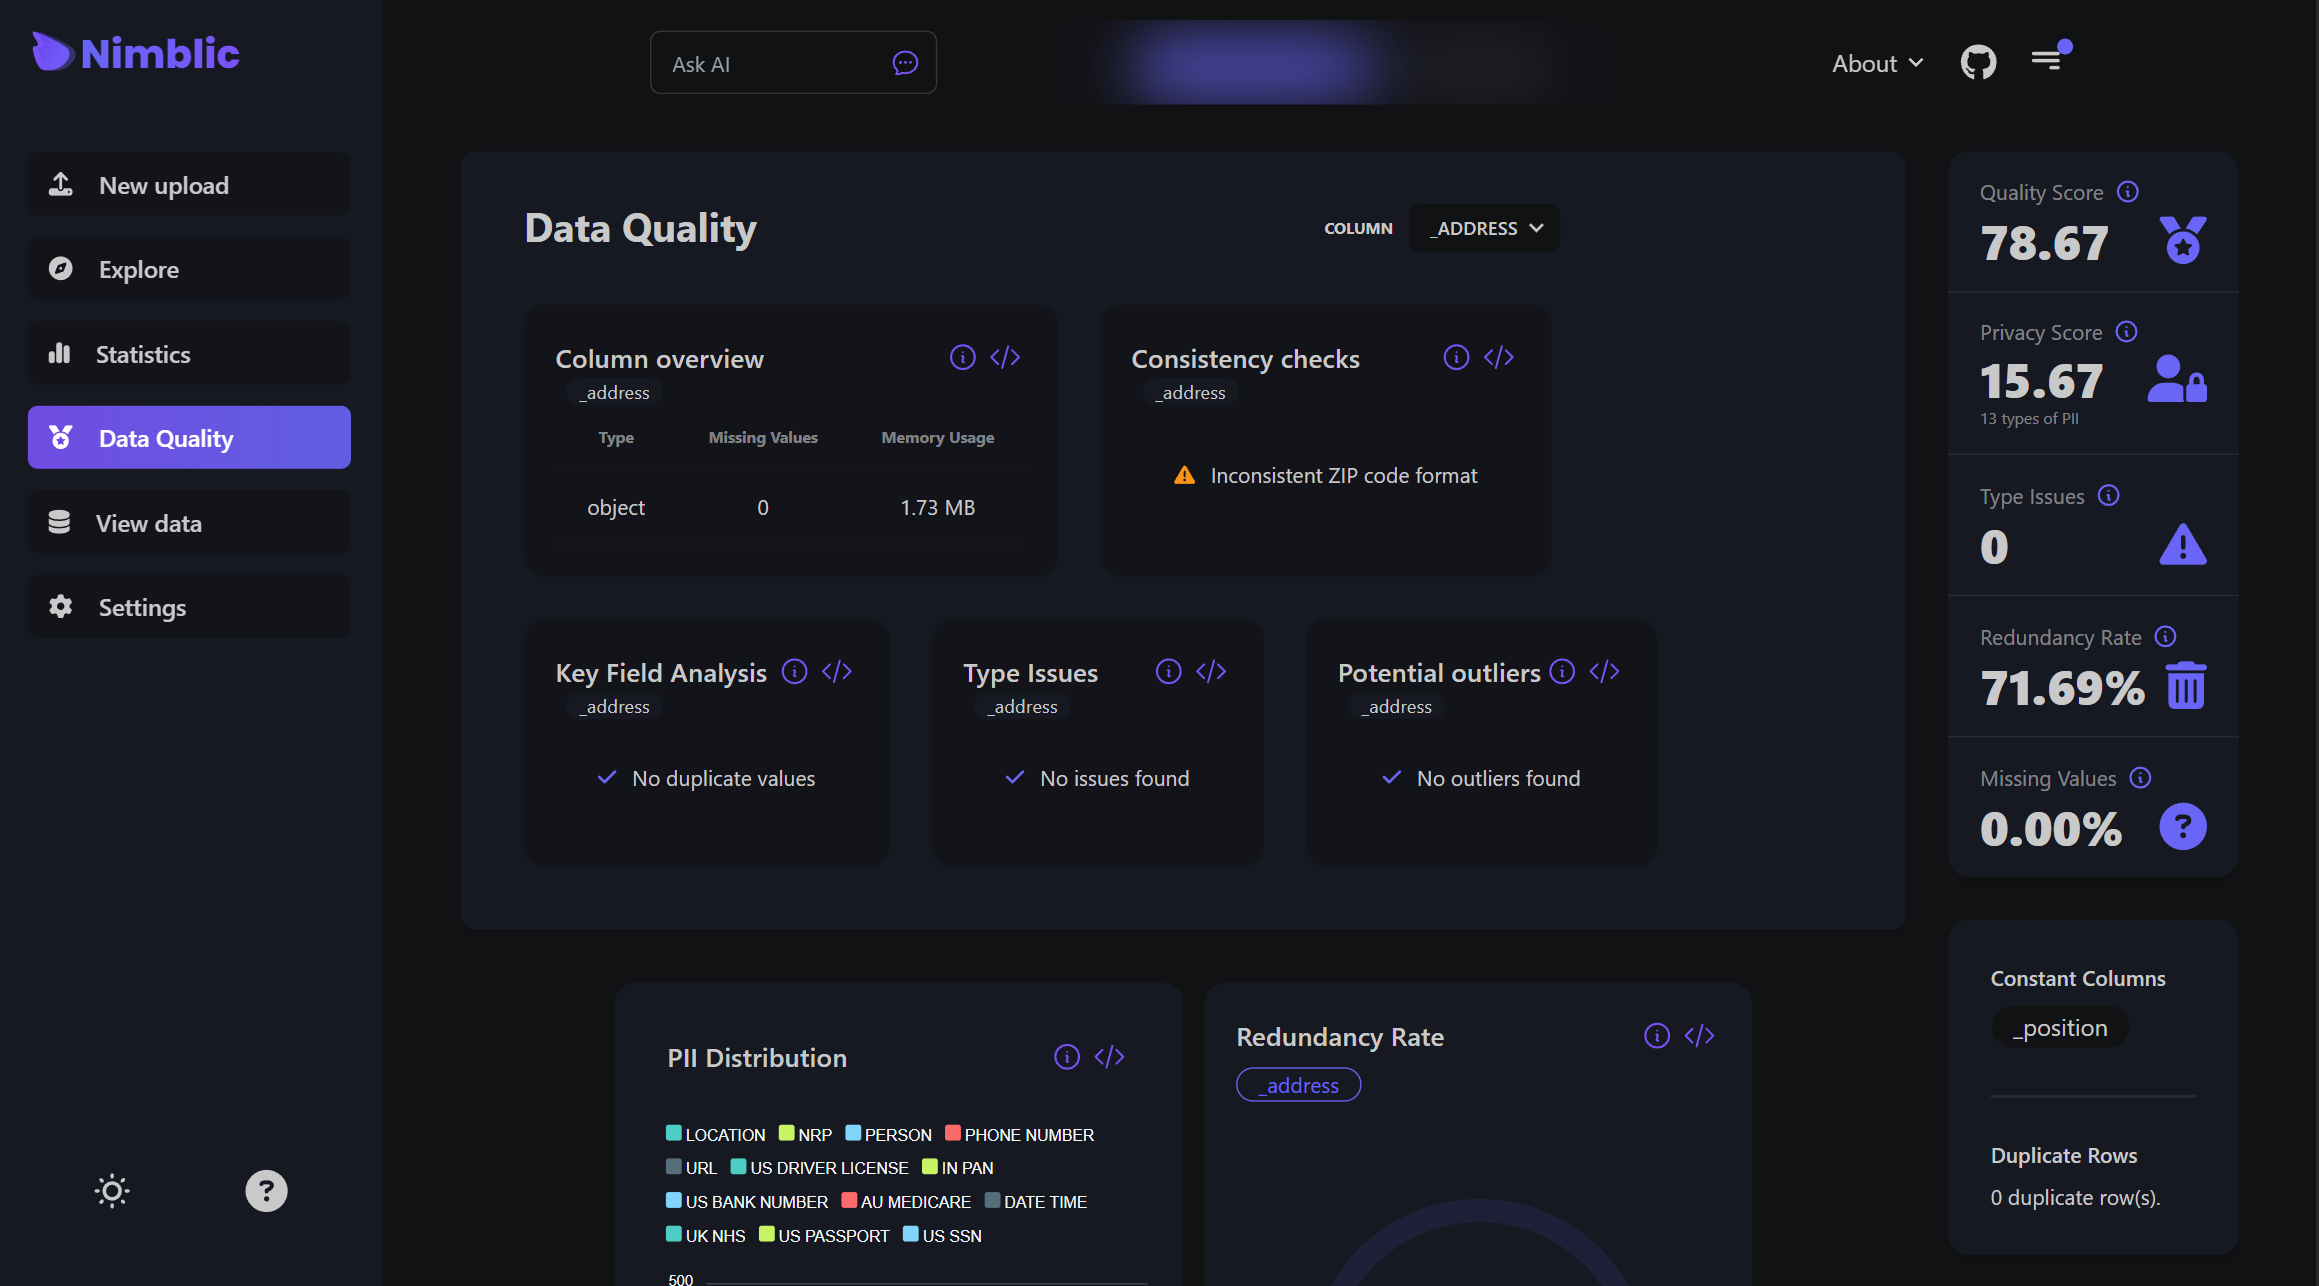 Nimblic
Ask AI
About
New upload
Explore
Statistics
Data Quality
View data
Settings
Data Quality
COLUMN
_ADDRESS
Column overview
_address
Type Missing Values Memory Usage
object 0 1.73 MB
Consistency checks
_address
Inconsistent ZIP code format
Key Field Analysis
_address
No duplicate values
Type Issues
_address
No issues found
Potential outliers
_address
No outliers found
Quality Score
78.67
Privacy Score
15.67
13 types of PII
Type Issues
0
Redundancy Rate
71.69%
Missing Values
0.00%
Constant Columns
_position
Duplicate Rows
0 duplicate row(s).
PII Distribution
LOCATION NRP PERSON PHONE NUMBER
URL US DRIVER LICENSE IN PAN
US BANK NUMBER AU MEDICARE DATE TIME
UK NHS US PASSPORT US SSN
500
Redundancy Rate
_address